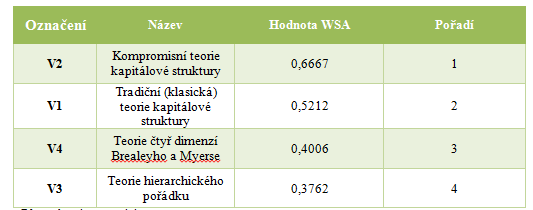 Označení Název Hodnota WSA Pořadí
Kompromisní teorie
V2 kapitálové struktury 0,6667 1
Tradiční (klasická)
V1 teorie kapitálové 0,5212 2
struktury
Teorie čtyř dimenzí
V4 Brealeyho a Myerse 0,4006 3
Teorie hierarchického
V3 pořádku 0,3762 4